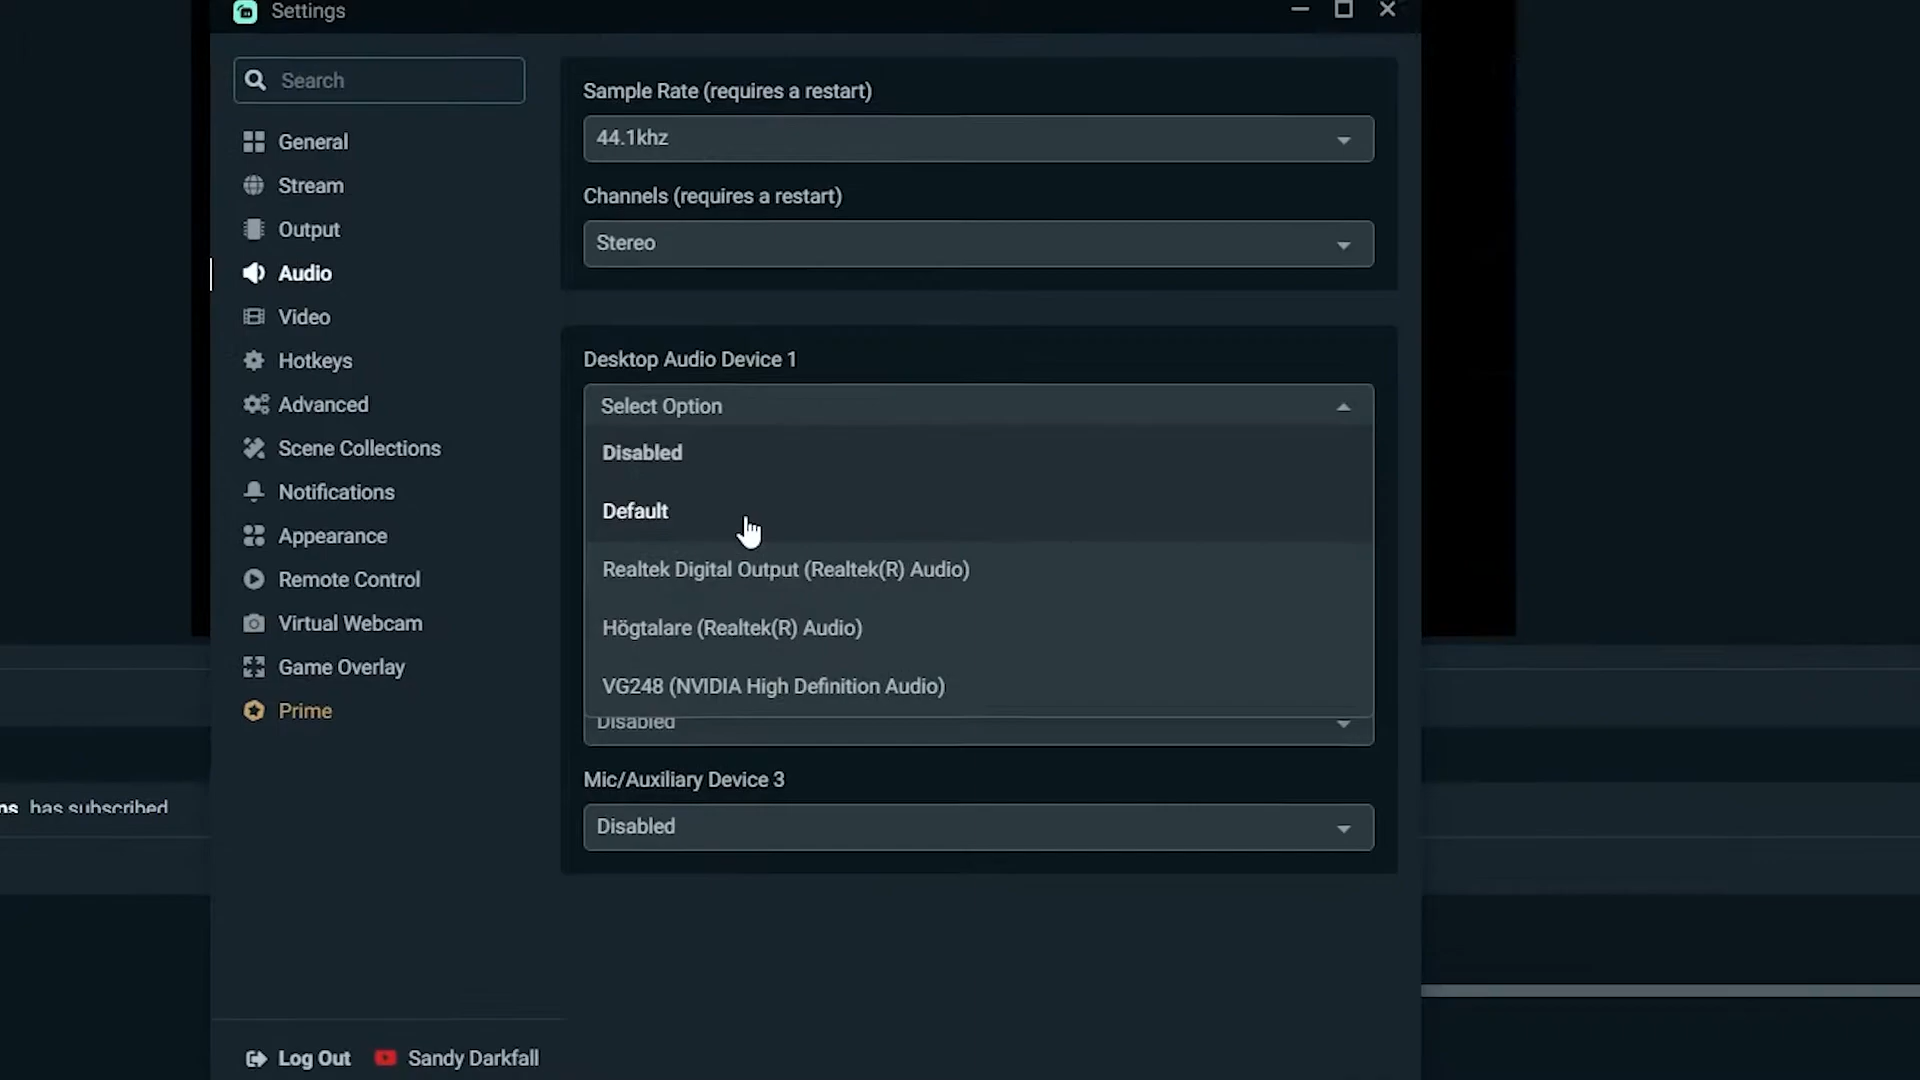 Settings
Search
General
Stream
Output
Audio
Video
Hotkeys
Advanced
Scene Collections
Notifications
Appearance
Remote Control
Virtual Webcam
Game Overlay
Prime
Log Out
Sandy Darkfall
Sample Rate (requires a restart)
44.1khz
Channels (requires a restart)
Stereo
Desktop Audio Device 1
Select Option
Disabled
Default
Realtek Digital Output (Realtek(R) Audio)
Högtalare (Realtek(R) Audio)
VG248 (NVIDIA High Definition Audio)
Disabled
Mic/Auxiliary Device 3
Disabled
ns has subscribed